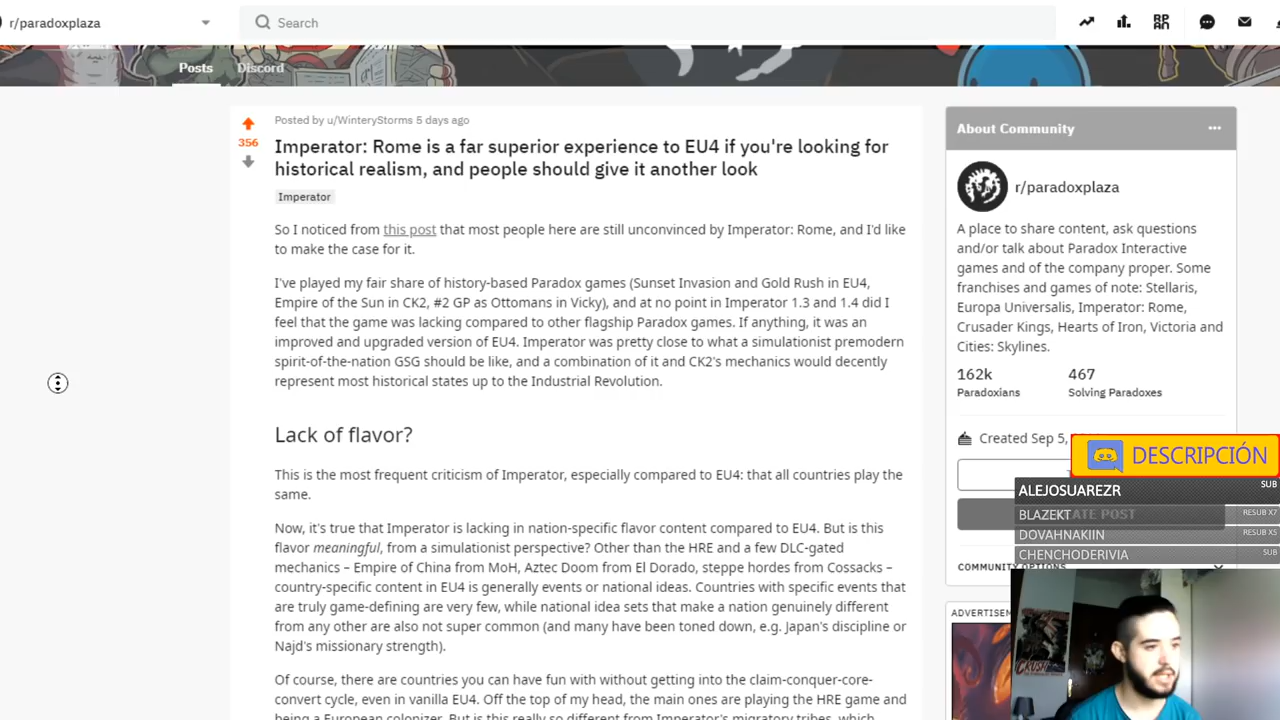 r/paradoxplaza
Search
Posts
Discord
Posted by u/WinteryStorms 5 days ago
356
Imperator: Rome is a far superior experience to EU4 if you're looking for
historical realism, and people should give it another look
Imperator
So I noticed from this post that most people here are still unconvinced by Imperator: Rome, and I'd like
to make the case for it.
I've played my fair share of history-based Paradox games (Sunset Invasion and Gold Rush in EU4,
Empire of the Sun in CK2, #2 GP as Ottomans in Vicky), and at no point in Imperator 1.3 and 1.4 did I
feel that the game was lacking compared to other flagship Paradox games. If anything, it was an
improved and upgraded version of EU4. Imperator was pretty close to what a simulationist premodern
spirit-of-the-nation GSG should be like, and a combination of it and CK2's mechanics would decently
represent most historical states up to the Industrial Revolution.
Lack of flavor?
This is the most frequent criticism of Imperator, especially compared to EU4: that all countries play the
same.
Now, it's true that Imperator is lacking in nation-specific flavor content compared to EU4. But is this
flavor meaningful, from a simulationist perspective? Other than the HRE and a few DLC-gated
mechanics – Empire of China from MoH, Aztec Doom from El Dorado, steppe hordes from Cossacks –
country-specific content in EU4 is generally events or national ideas. Countries with specific events that
are truly game-defining are very few, while national idea sets that make a nation genuinely different
from any other are also not super common (and many have been toned down, e.g. Japan's discipline or
Najd's missionary strength).
Of course, there are countries you can have fun with without getting into the claim-conquer-core-
convert cycle, even in vanilla EU4. Off the top of my head, the main ones are playing the HRE game and
being a European colonizer. But is this really so different from Imperator's migratory tribes, which
About Community
r/paradoxplaza
A place to share content, ask questions
and/or talk about Paradox Interactive
games and of the company proper. Some
franchises and games of note: Stellaris,
Europa Universalis, Imperator: Rome,
Crusader Kings, Hearts of Iron, Victoria and
Cities: Skylines.
162k 467
Paradoxians Solving Paradoxes
Created Sep 5,
DESCRIPCIÓN
ALEJOSUAREZR SUB
BLAZEKT RESUB X7
DOVAHNAKIIN RESUB X5
CHENCHODERIVIA SUB
ATE POST
COMMUNITY OPTIONS
ADVERTISEM